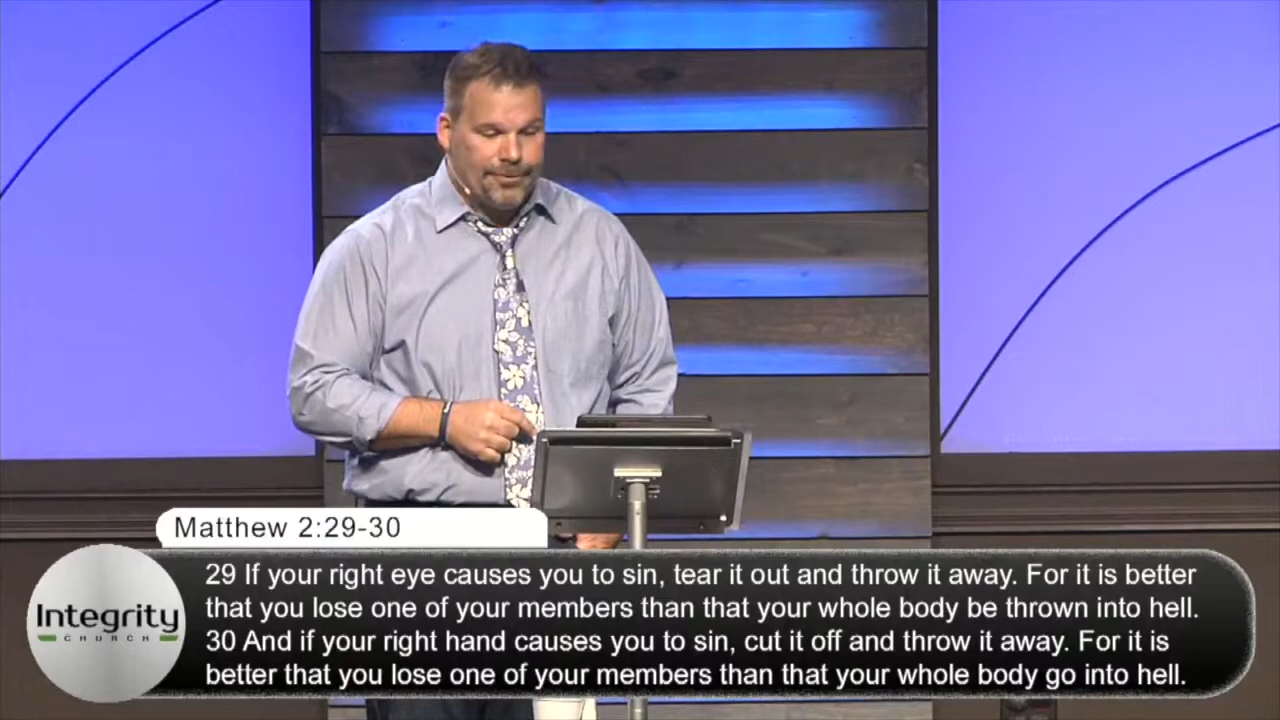 Matthew 2:29-30
29 If your right eye causes you to sin, tear it out and throw it away. For it is better
that you lose one of your members than that your whole body be thrown into hell.
30 And if your right hand causes you to sin, cut it off and throw it away. For it is
better that you lose one of your members than that your whole body go into hell.
Integrity
CHURCH